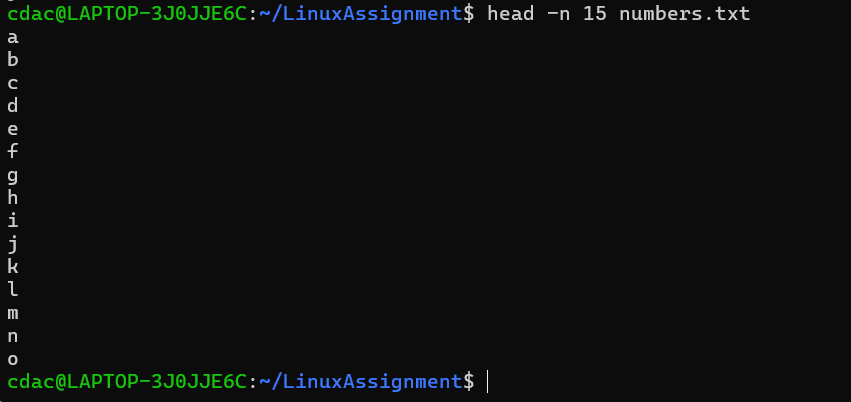 cdac@LAPTOP-3J0JJE6C:~/LinuxAssignment$ head -n 15 numbers.txt
a
b
c
d
e
f
g
h
i
j
k
l
m
n
o
cdac@LAPTOP-3J0JJE6C:~/LinuxAssignment$